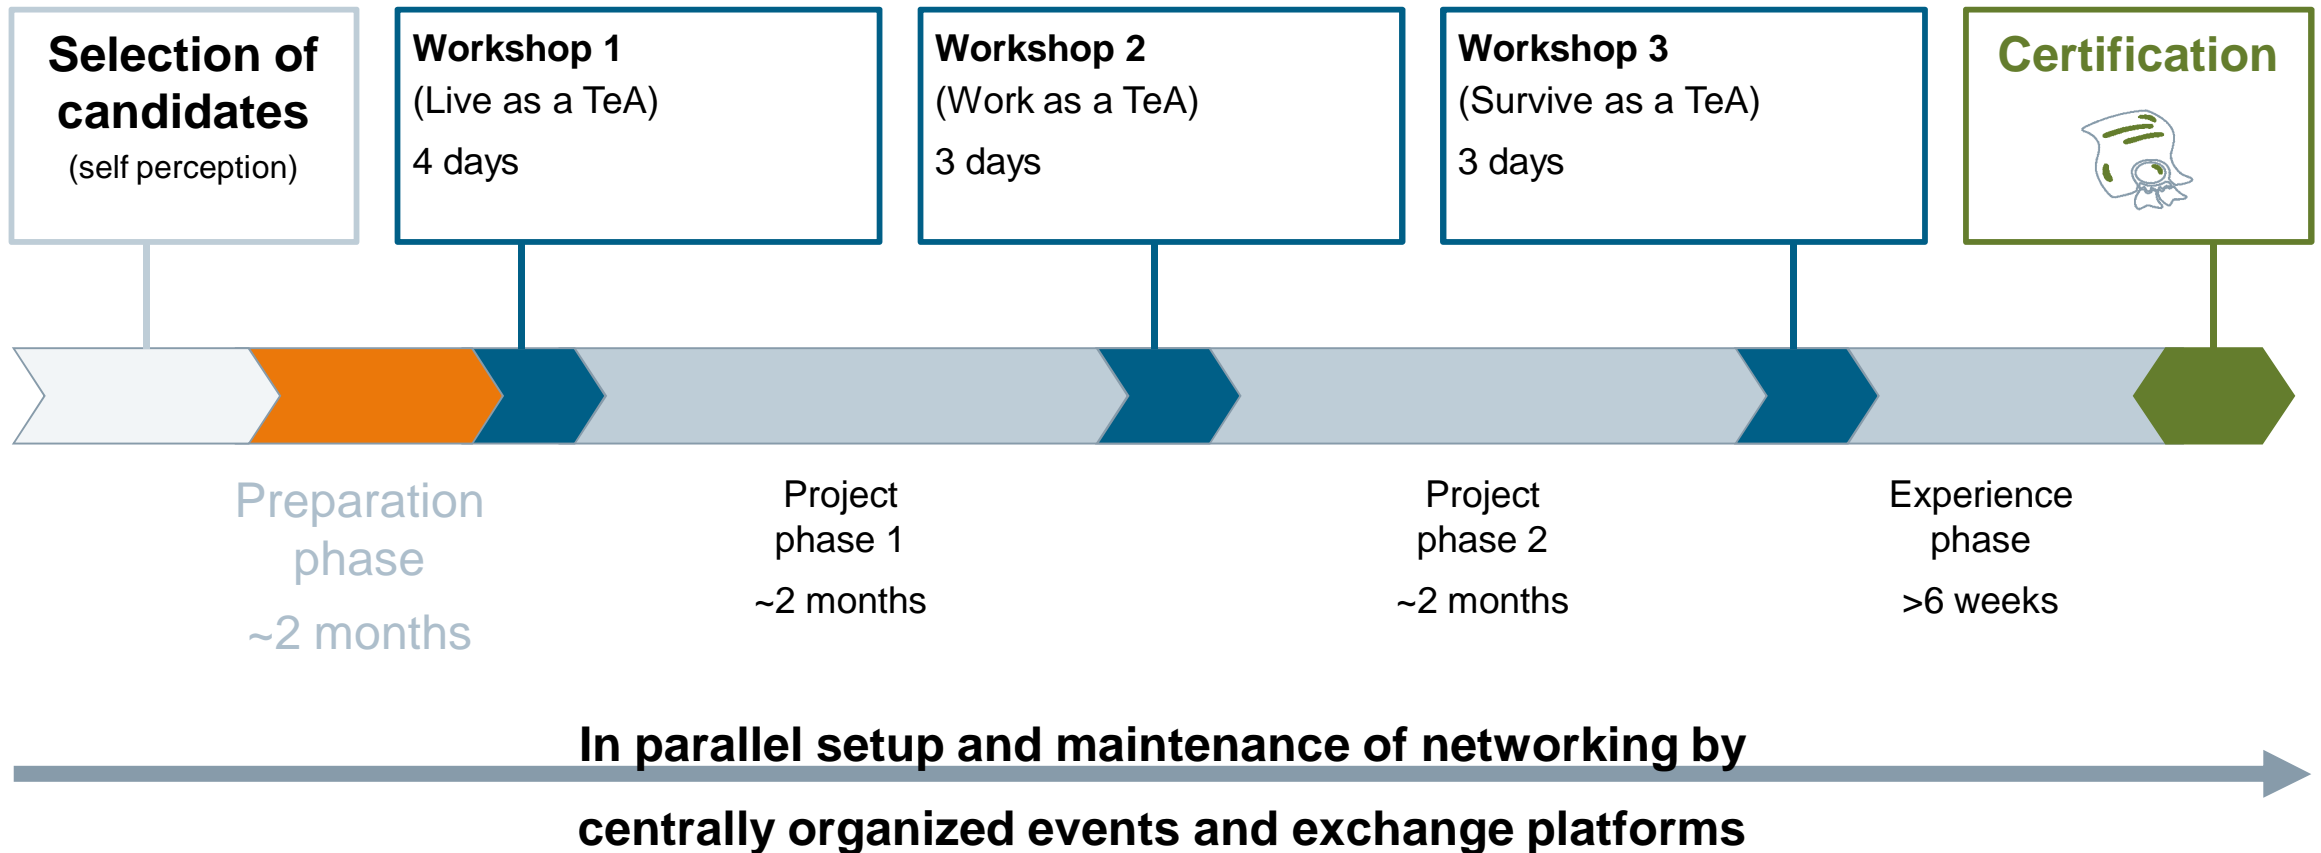 Selection of
candidates
(self perception)
Workshop 1
(Live as a TeA)
4 days
Workshop 2
(Work as a TeA)
3 days
Workshop 3
(Survive as a TeA)
3 days
Certification
Preparation
phase
~2 months
Project
phase 1
~2 months
Project
phase 2
~2 months
Experience
phase
>6 weeks
In parallel setup and maintenance of networking by
centrally organized events and exchange platforms